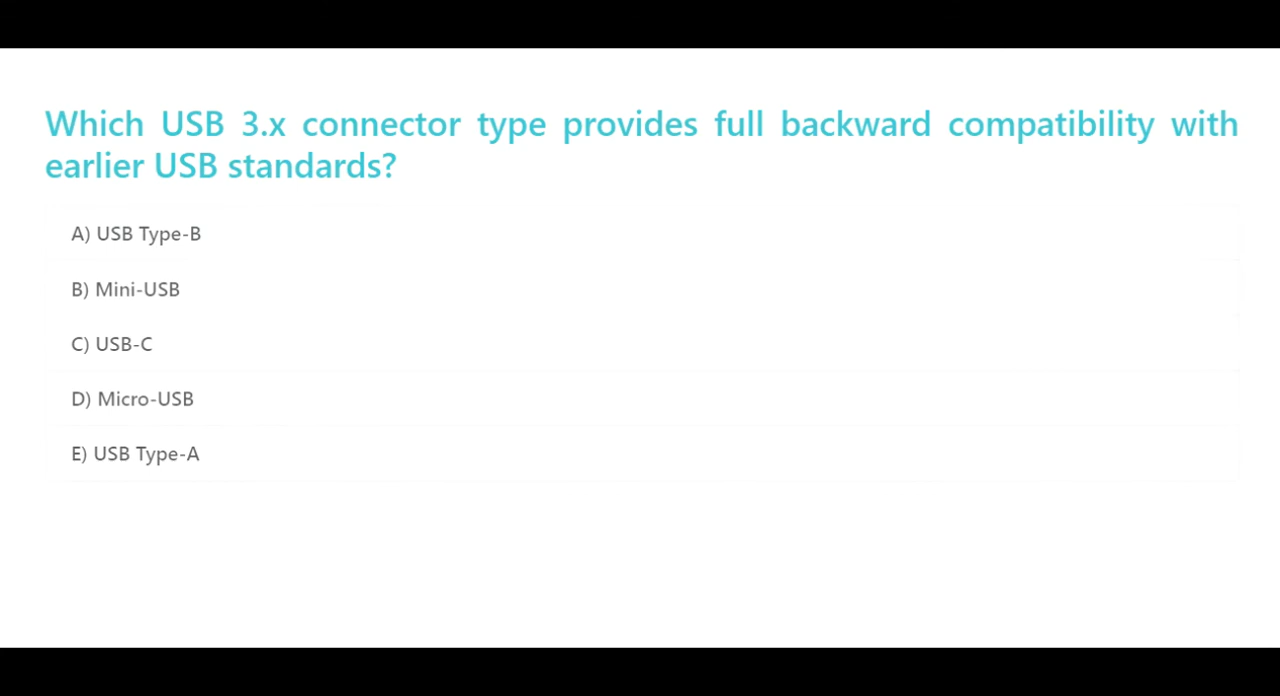 Which USB 3.x connector type provides full backward compatibility with
earlier USB standards?
A) USB Type-B
B) Mini-USB
C) USB-C
D) Micro-USB
E) USB Type-A